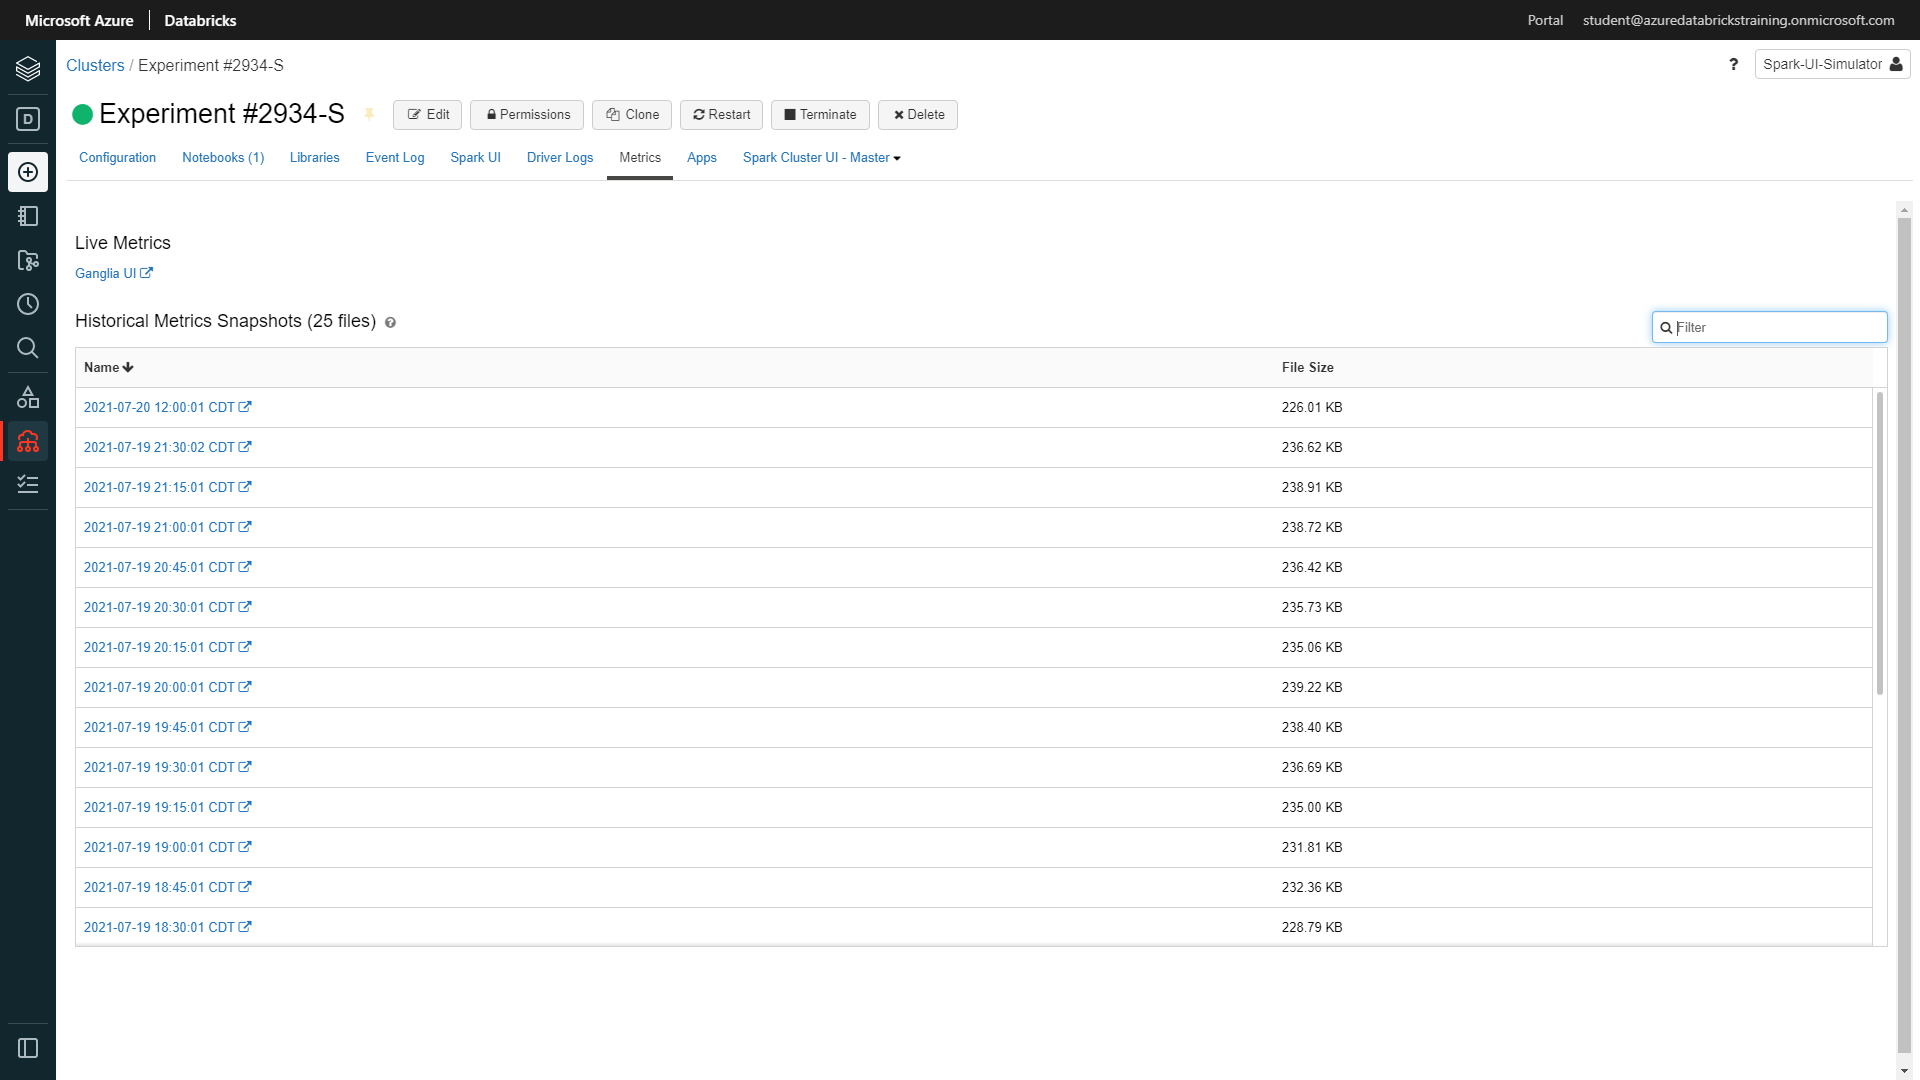 Microsoft Azure Databricks Portal student@azuredatabrickstraining.onmicrosoft.com
Clusters / Experiment #2934-S ? Spark-UI-Simulator
D
Experiment #2934-S Edit Permissions Clone Restart Terminate Delete
Configuration Notebooks (1) Libraries Event Log Spark UI Driver Logs Metrics Apps Spark Cluster UI - Master
Live Metrics
Ganglia UI
Historical Metrics Snapshots (25 files) ? Filter
Name File Size
2021-07-20 12:00:01 CDT 226.01 KB
2021-07-19 21:30:02 CDT 236.62 KB
2021-07-19 21:15:01 CDT 238.91 KB
2021-07-19 21:00:01 CDT 238.72 KB
2021-07-19 20:45:01 CDT 236.42 KB
2021-07-19 20:30:01 CDT 235.73 KB
2021-07-19 20:15:01 CDT 235.06 KB
2021-07-19 20:00:01 CDT 239.22 KB
2021-07-19 19:45:01 CDT 238.40 KB
2021-07-19 19:30:01 CDT 236.69 KB
2021-07-19 19:15:01 CDT 235.00 KB
2021-07-19 19:00:01 CDT 231.81 KB
2021-07-19 18:45:01 CDT 232.36 KB
2021-07-19 18:30:01 CDT 228.79 KB